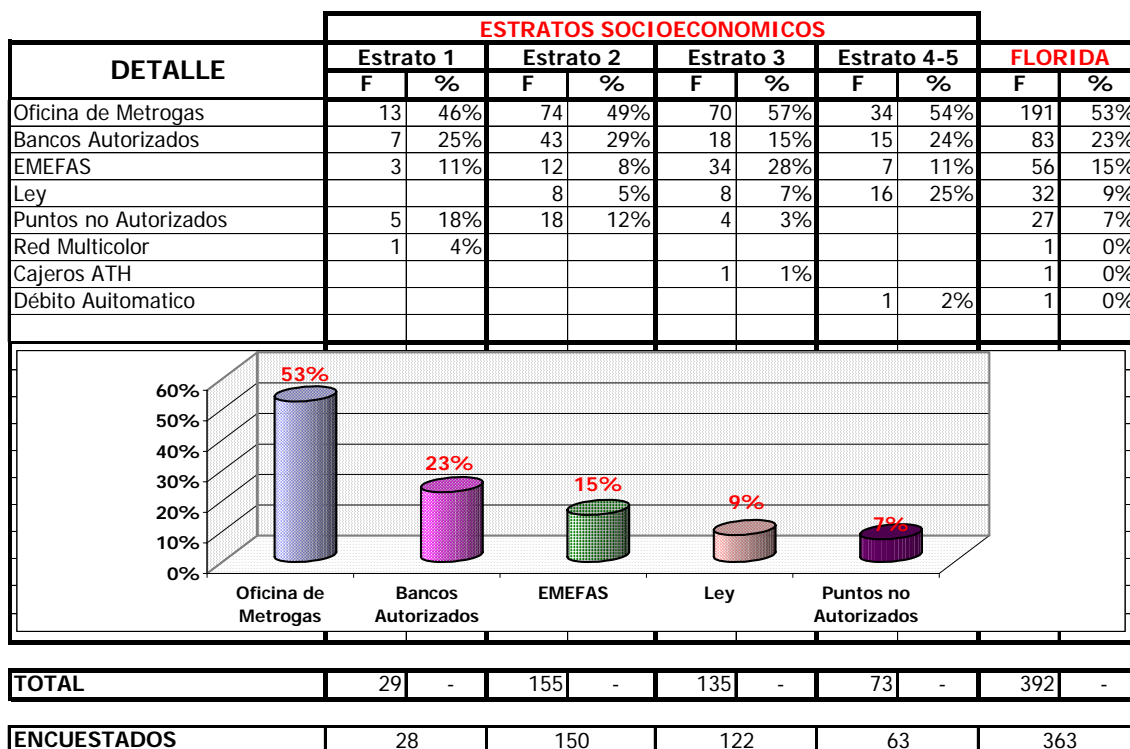 ESTRATOS SOCIOECONOMICOS
DETALLE Estrato 1 Estrato 2 Estrato 3 Estrato 4-5 FLORIDA
F % F % F % F % F %
Oficina de Metrogas 13 46% 74 49% 70 57% 34 54% 191 53%
Bancos Autorizados 7 25% 43 29% 18 15% 15 24% 83 23%
EMEFAS 3 11% 12 8% 34 28% 7 11% 56 15%
Ley 8 5% 8 7% 16 25% 32 9%
Puntos no Autorizados 5 18% 18 12% 4 3% 27 7%
Red Multicolor 1 4% 1 0%
Cajeros ATH 1 1% 1 0%
Débito Auitomatico 1 2% 1 0%
53%
23%
15%
9%
7%
60%
50%
40%
30%
20%
10%
0%
Oficina de Metrogas
Bancos Autorizados
EMEFAS
Ley
Puntos no Autorizados
TOTAL 29 - 155 - 135 - 73 - 392 -
ENCUESTADOS 28 150 122 63 363